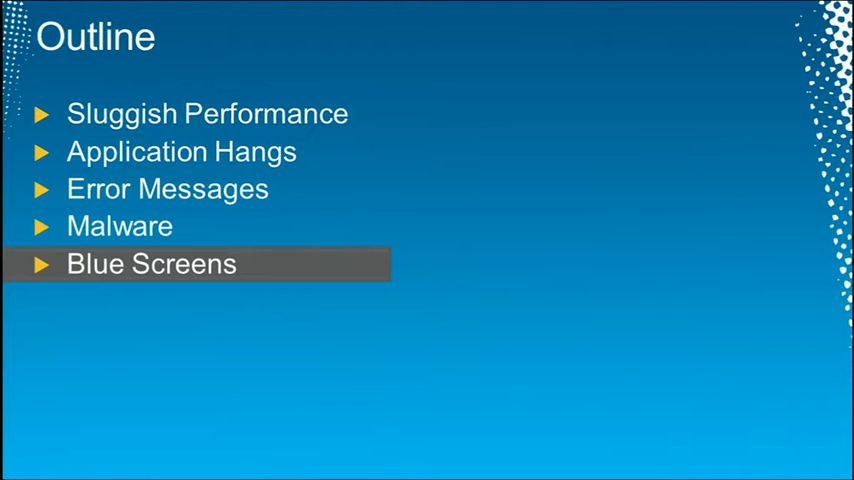 Outline
Sluggish Performance
Application Hangs
Error Messages
Malware
Blue Screens